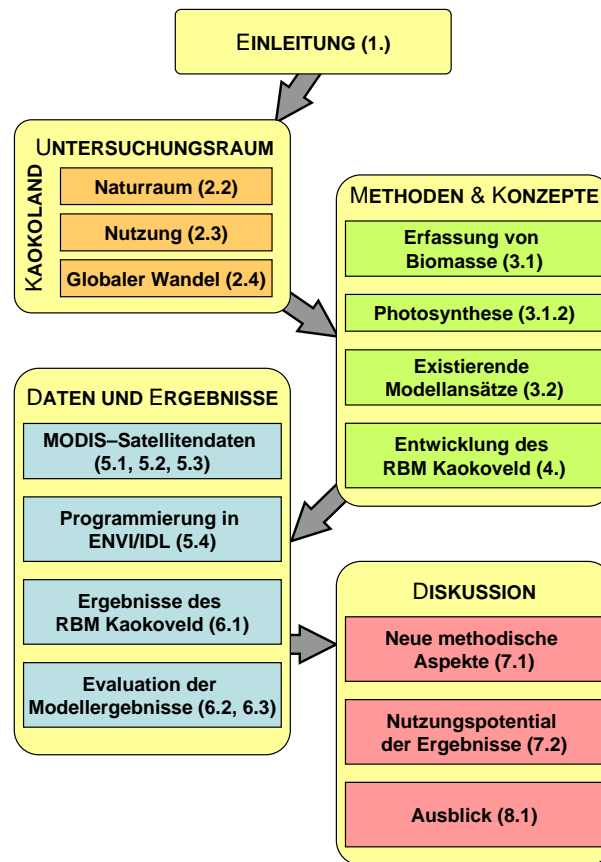 EINLEITUNG (1.)
UNTERSUCHUNGSRAUM
KAOKOLAND
Naturraum (2.2)
Nutzung (2.3)
Globaler Wandel (2.4)
METHODEN & KONZEPTE
Erfassung von
Biomasse (3.1)
Photosynthese (3.1.2)
Existierende
Modellansätze (3.2)
Entwicklung des
RBM Kaokoveld (4.)
DATEN UND ERGEBNISSE
MODIS–Satellitendaten
(5.1, 5.2, 5.3)
Programmierung in
ENVI/IDL (5.4)
Ergebnisse des
RBM Kaokoveld (6.1)
Evaluation der
Modellergebnisse (6.2, 6.3)
DISKUSSION
Neue methodische
Aspekte (7.1)
Nutzungspotential
der Ergebnisse (7.2)
Ausblick (8.1)